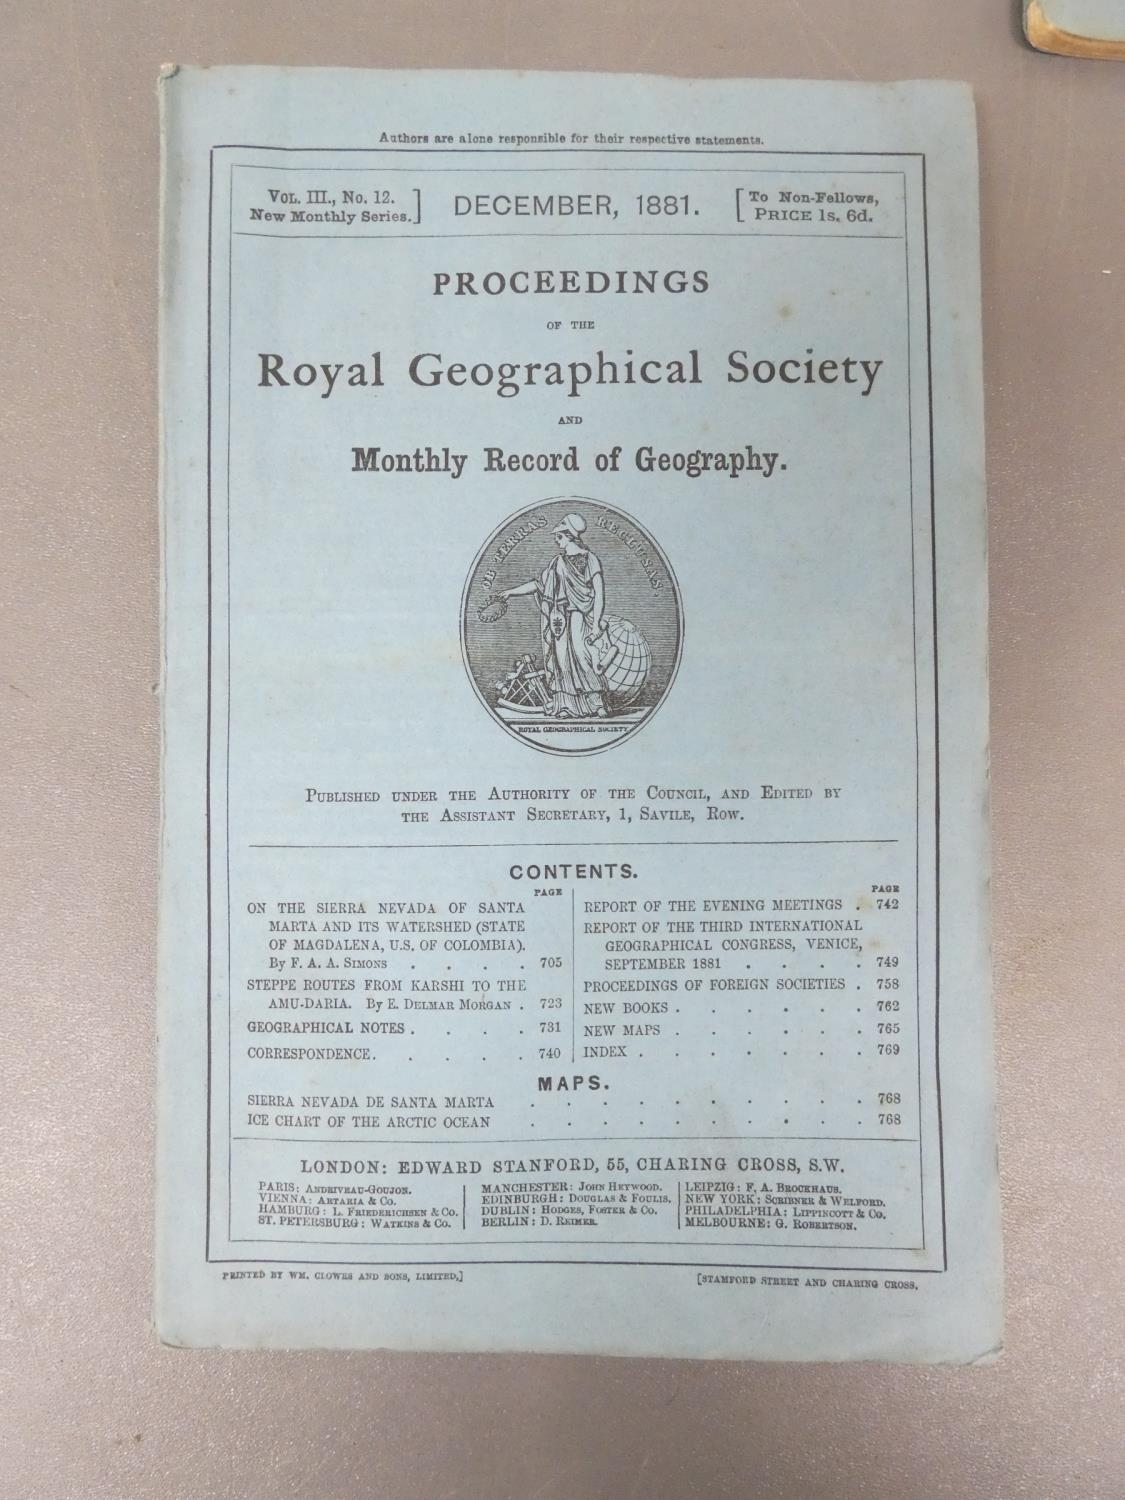 Authors are alone responsible for their respective statements.
VOL. III., No. 12.
New Monthly Series.]
DECEMBER, 1881.
[To Non-Fellows,
PRICE 1s. 6d.
PROCEEDINGS
OF THE
Royal Geographical Society
AND
Monthly Record of Geography.
OB TERRAS RECLUSAS.
ROYAL GEOGRAPHICAL SOCIETY
PUBLISHED UNDER THE AUTHORITY OF THE COUNCIL, AND EDITED BY
THE ASSISTANT SECRETARY, 1, SAVILE, ROW.
CONTENTS.
PAGE
ON THE SIERRA NEVADA OF SANTA
MARTA AND ITS WATERSHED (STATE
OF MAGDALENA, U.S. OF COLOMBIA).
By F. A. A. SIMONS . . . . 705
STEPPE ROUTES FROM KARSHI TO THE
AMU-DARIA. By E. DELMAR MORGAN . 723
GEOGRAPHICAL NOTES . . . . 731
CORRESPONDENCE. . . . . 740
PAGE
REPORT OF THE EVENING MEETINGS . 742
REPORT OF THE THIRD INTERNATIONAL
GEOGRAPHICAL CONGRESS, VENICE,
SEPTEMBER 1881 . . . . 749
PROCEEDINGS OF FOREIGN SOCIETIES . 758
NEW BOOKS . . . . . . 762
NEW MAPS . . . . . . 765
INDEX . . . . . . . 769
MAPS.
SIERRA NEVADA DE SANTA MARTA . . . . . . . . . . 768
ICE CHART OF THE ARCTIC OCEAN . . . . . . . . . . 768
LONDON: EDWARD STANFORD, 55, CHARING CROSS, S.W.
PARIS: ANDRIVEAU-GOUJON.
VIENNA: ARTARIA & Co.
HAMBURG: L. FRIEDERICHSEN & Co.
ST. PETERSBURG: WATKINS & Co.
MANCHESTER: JOHN HEYWOOD.
EDINBURGH: DOUGLAS & FOULIS.
DUBLIN: HODGES, FOSTER & Co.
BERLIN: D. REIMER.
LEIPZIG: F. A. BROCKHAUS.
NEW YORK: SCRIBNER & WELFORD.
PHILADELPHIA: LIPPINCOTT & Co.
MELBOURNE: G. ROBERTSON.
PRINTED BY WM. CLOWES AND SONS, LIMITED,]
[STAMFORD STREET AND CHARING CROSS.